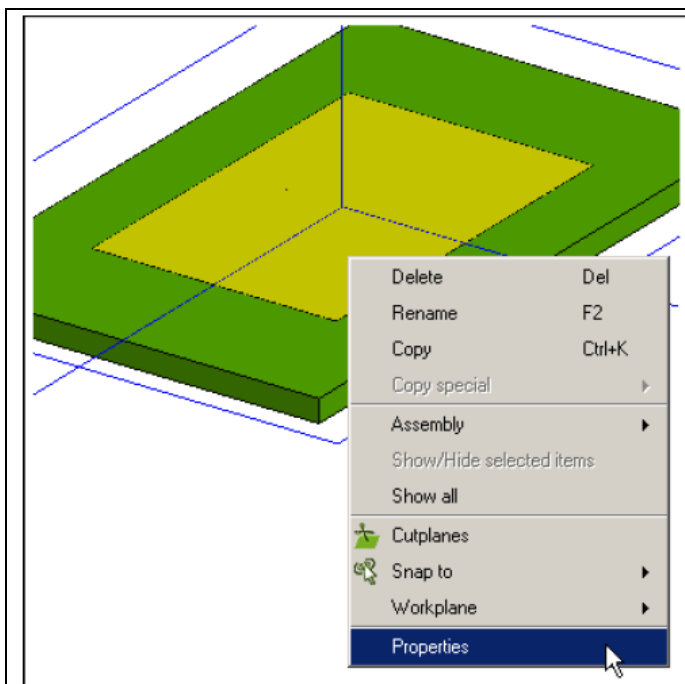 Delete Del
Rename F2
Copy Ctrl+K
Copy special
Assembly
Show/Hide selected items
Show all
Cutplanes
Snap to
Workplane
Properties